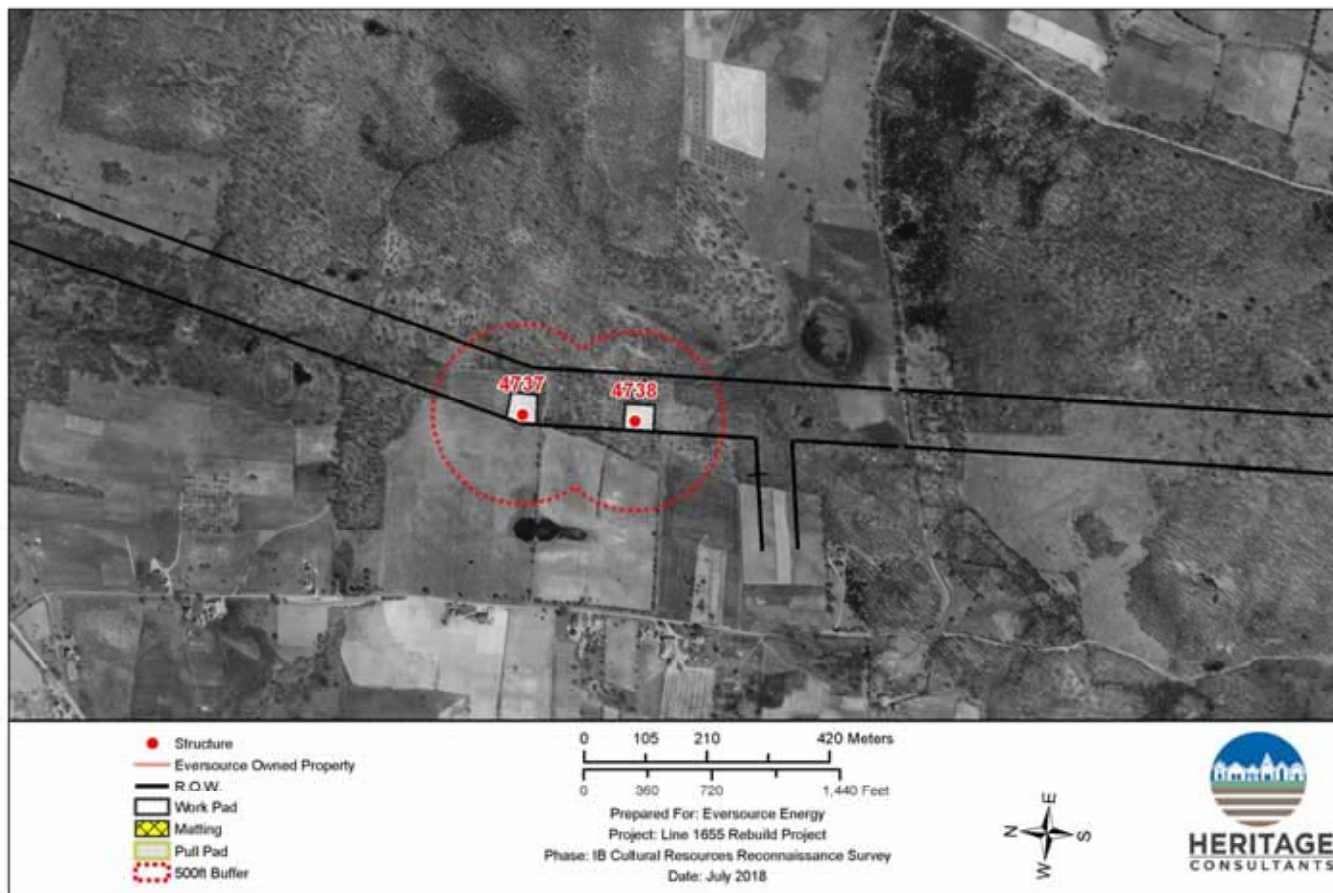 4737
4738
Structure
Eversource Owned Property
R.O.W.
Work Pad
Matting
Pull Pad
500ft Buffer
0 105 210 420 Meters
0 360 720 1,440 Feet
Prepared For: Eversource Energy
Project: Line 1655 Rebuild Project
Phase: IB Cultural Resources Reconnaissance Survey
Date: July 2018
E
N
S
W
HERITAGE
CONSULTANTS